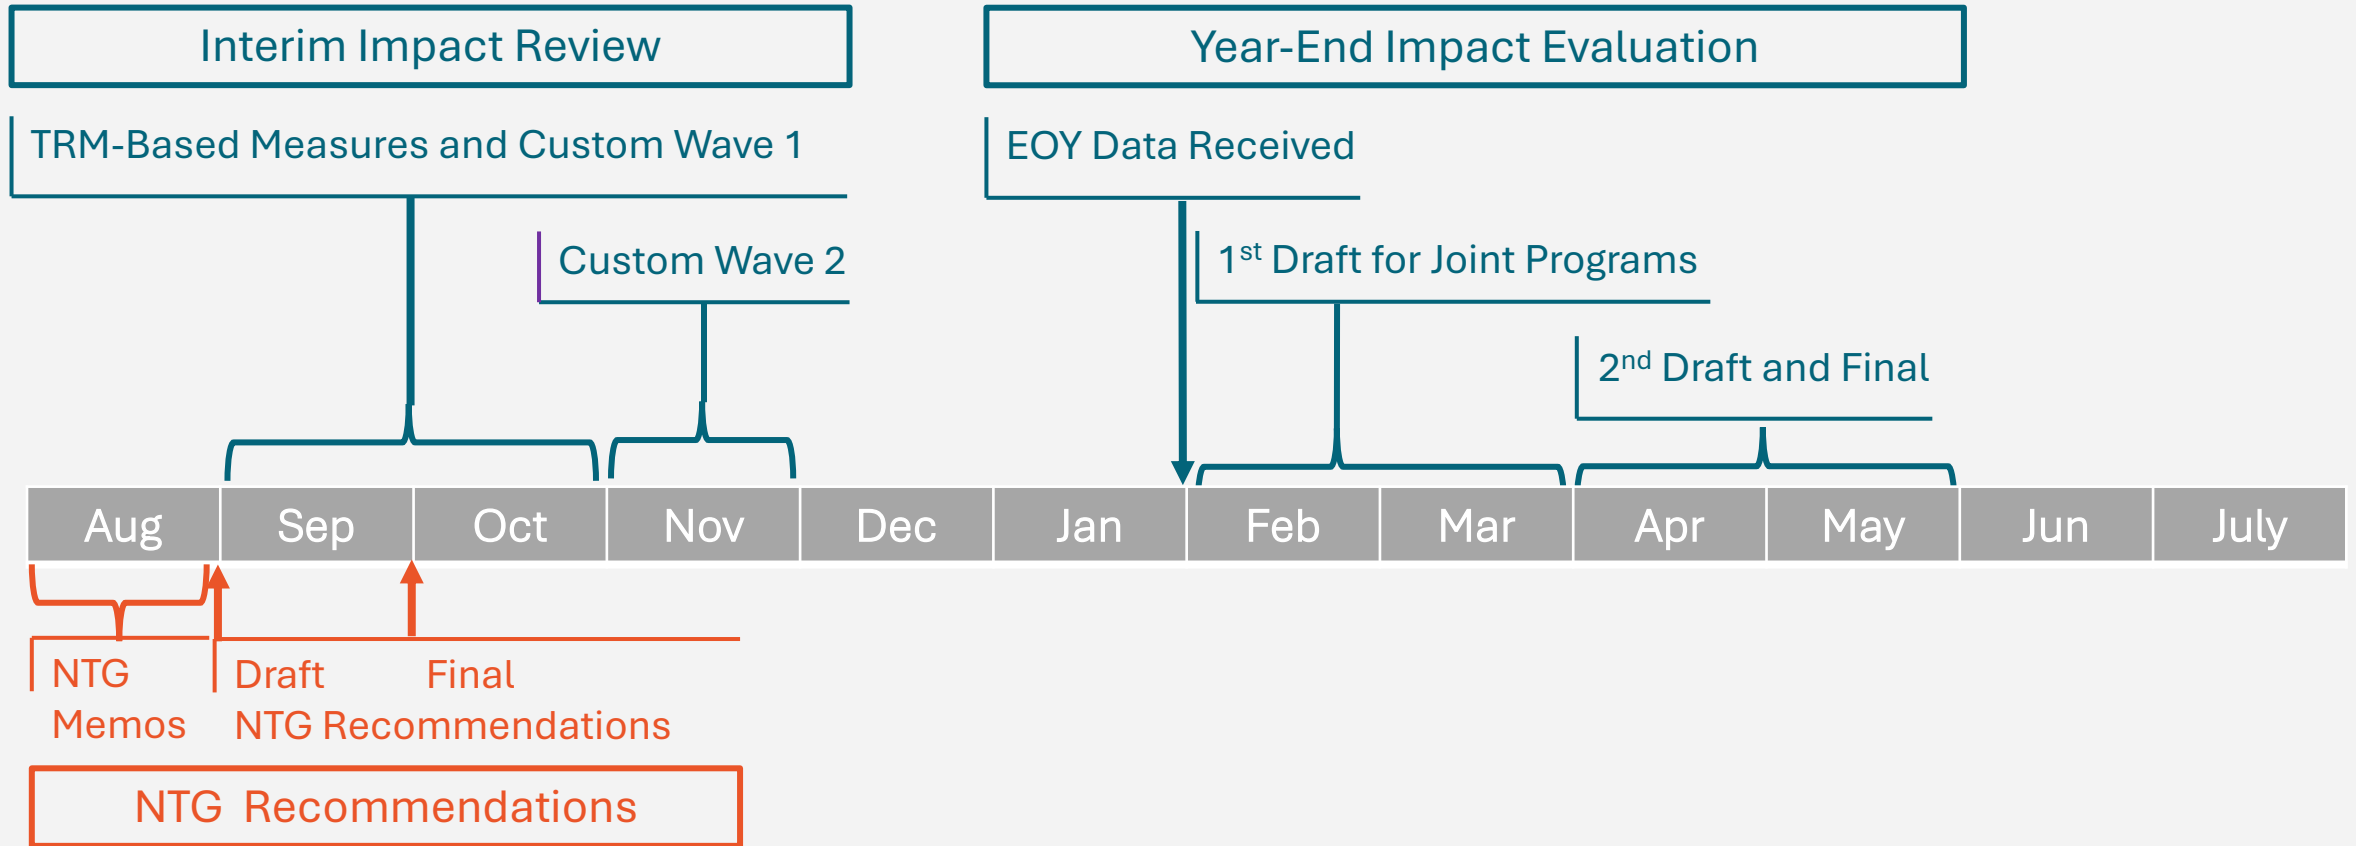 Interim Impact Review
Year-End Impact Evaluation
TRM-Based Measures and Custom Wave 1
EOY Data Received
Custom Wave 2
1st Draft for Joint Programs
2nd Draft and Final
Aug Sep Oct Nov Dec Jan Feb Mar Apr May Jun July
NTG
Memos
Draft Final
NTG Recommendations
NTG Recommendations